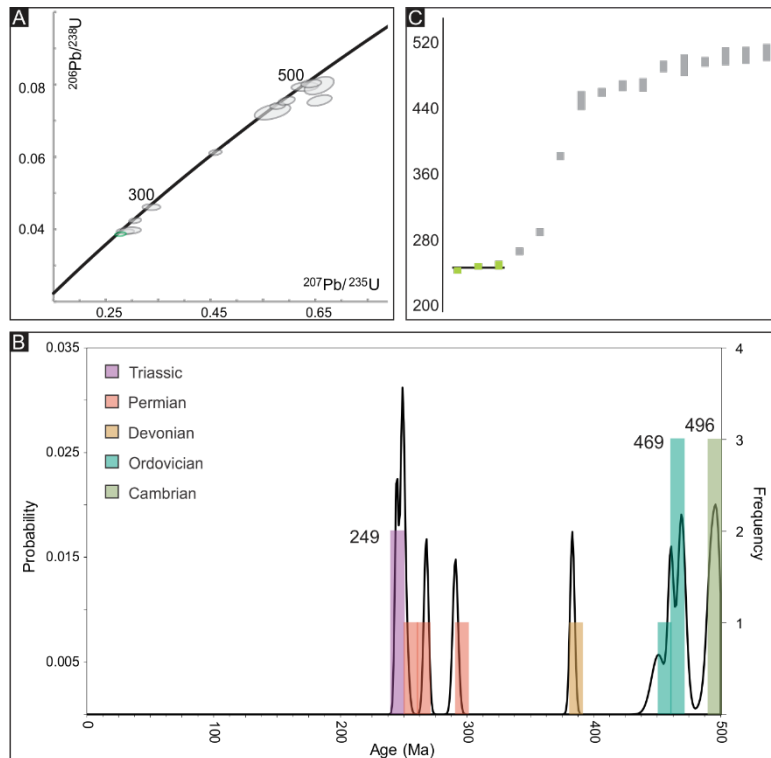 A
206Pb/238U
0.08
0.06
0.04
500
300
207Pb/ 235U
0.25
0.45
0.65
C
520
440
360
280
200
B
0.035
0.025
0.015
0.005
Probability
Triassic
Permian
Devonian
Ordovician
Cambrian
249
469
496
4
3
2
1
Frequency
0
100
200
300
400
500
Age (Ma)